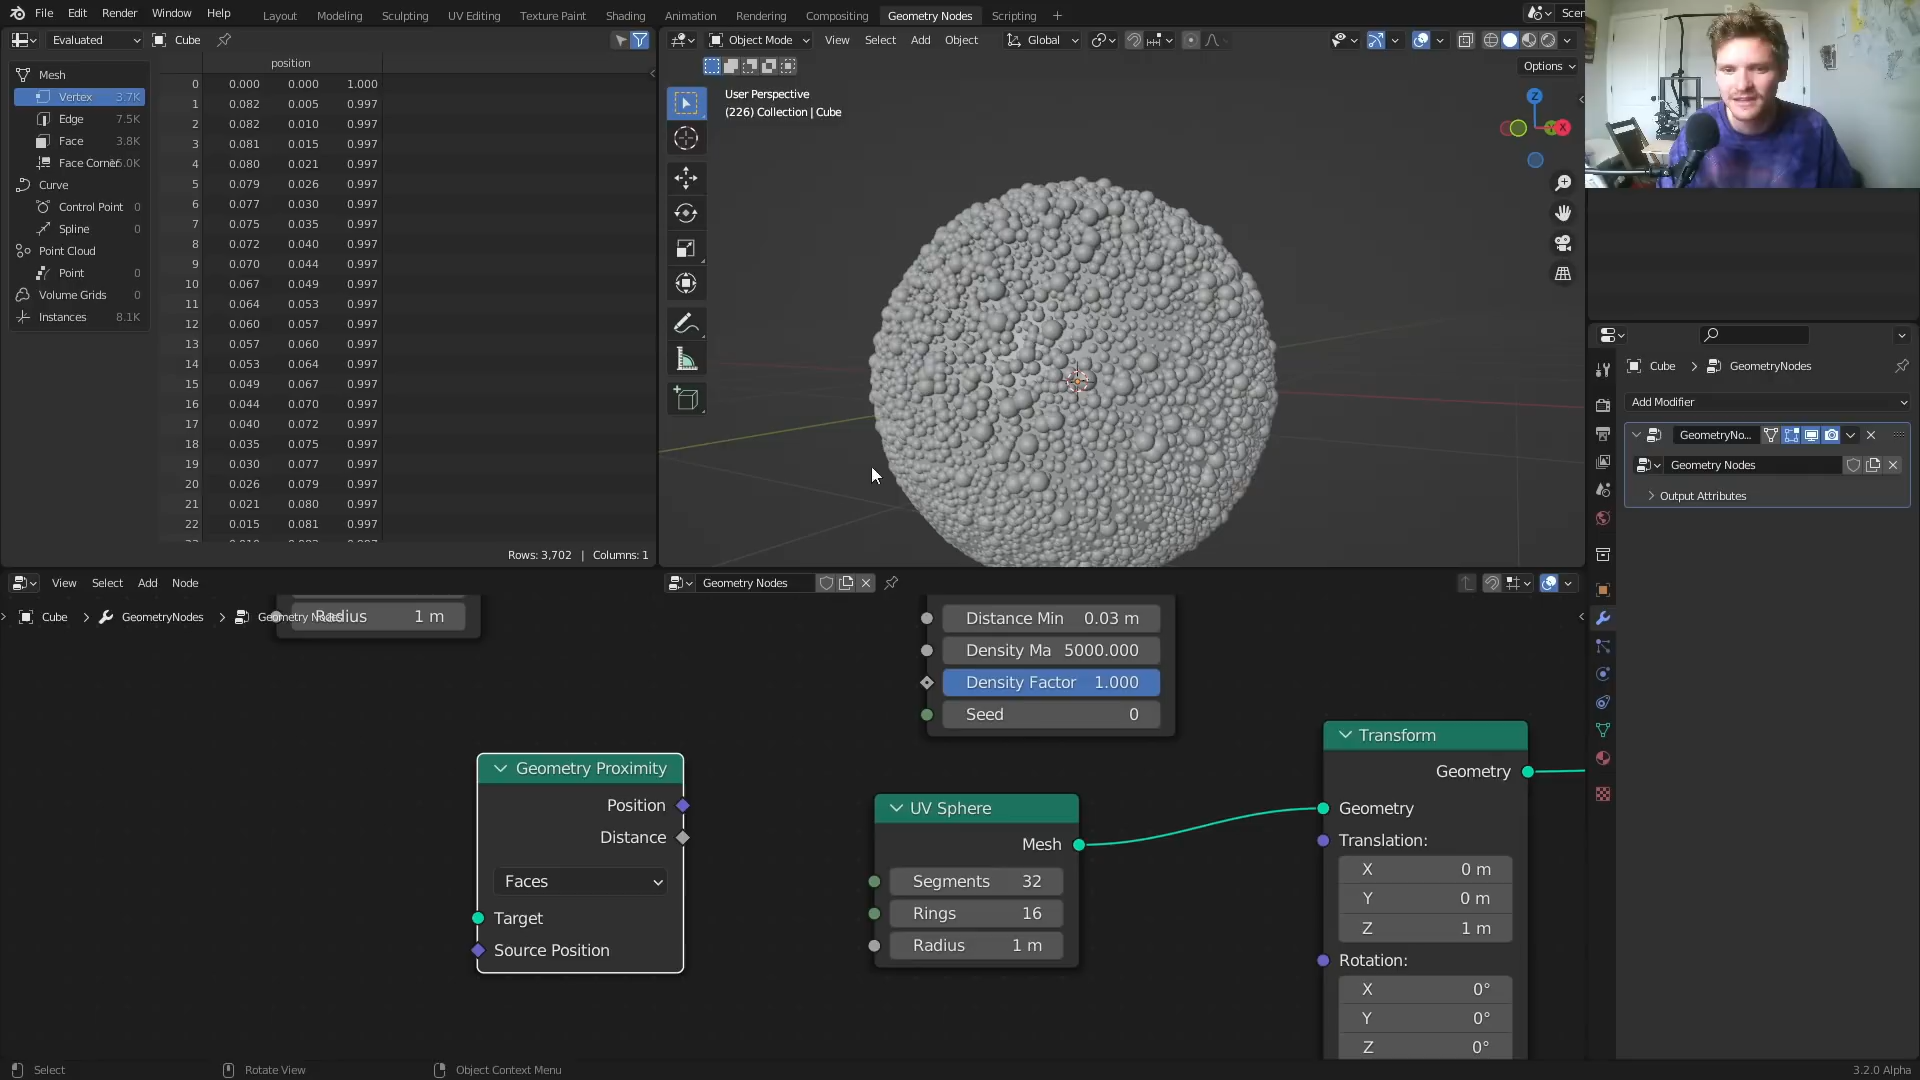 File Edit Render Window Help
Layout Modeling Sculpting UV Editing Texture Paint Shading Animation Rendering Compositing Geometry Nodes Scripting +
Scen
Evaluated Cube
Object Mode View Select Add Object Global
Options
Mesh
Vertex 3.7K
Edge 7.5K
Face 3.8K
Face Corner 15.0K
Curve
Control Point 0
Spline 0
Point Cloud
Point 0
Volume Grids 0
Instances 8.1K
position
0 0.000 0.000 1.000
1 0.082 0.005 0.997
2 0.082 0.010 0.997
3 0.081 0.015 0.997
4 0.080 0.021 0.997
5 0.079 0.026 0.997
6 0.077 0.030 0.997
7 0.075 0.035 0.997
8 0.072 0.040 0.997
9 0.070 0.044 0.997
10 0.067 0.049 0.997
11 0.064 0.053 0.997
12 0.060 0.057 0.997
13 0.057 0.060 0.997
14 0.053 0.064 0.997
15 0.049 0.067 0.997
16 0.044 0.070 0.997
17 0.040 0.072 0.997
18 0.035 0.075 0.997
19 0.030 0.077 0.997
20 0.026 0.079 0.997
21 0.021 0.080 0.997
22 0.015 0.081 0.997
Rows: 3,702 | Columns: 1
User Perspective
(226) Collection | Cube
Z
Y
X
Cube GeometryNodes
Add Modifier
GeometryNo...
Geometry Nodes
Output Attributes
View Select Add Node
Geometry Nodes
Cube GeometryNodes Geometry Nodes
Radius 1 m
Distance Min 0.03 m
Density Ma 5000.000
Density Factor 1.000
Seed 0
Geometry Proximity
Position
Distance
Faces
Target
Source Position
UV Sphere
Mesh
Segments 32
Rings 16
Radius 1 m
Transform
Geometry
Geometry
Translation:
X 0 m
Y 0 m
Z 1 m
Rotation:
X 0°
Y 0°
Z 0°
Select Rotate View Object Context Menu
3.2.0 Alpha